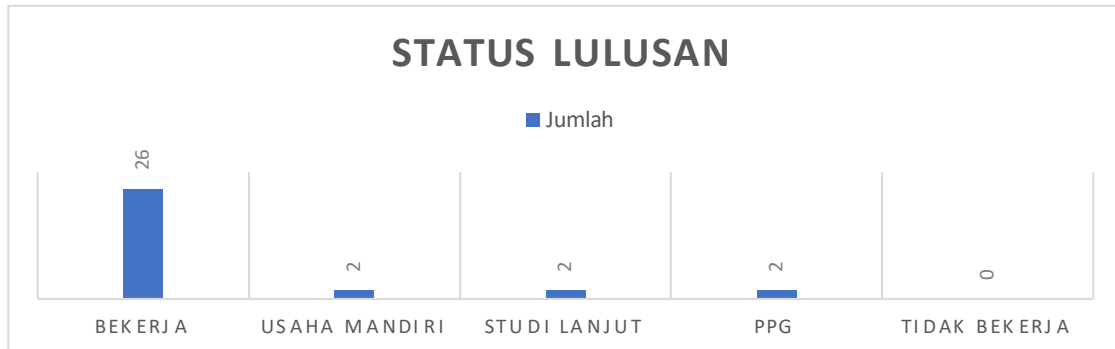 STATUS LULUSAN
Jumlah
26
2
2
2
0
BEKERJA
USAHA MANDIRI
STUDI LANJUT
PPG
TIDAK BEKERJA